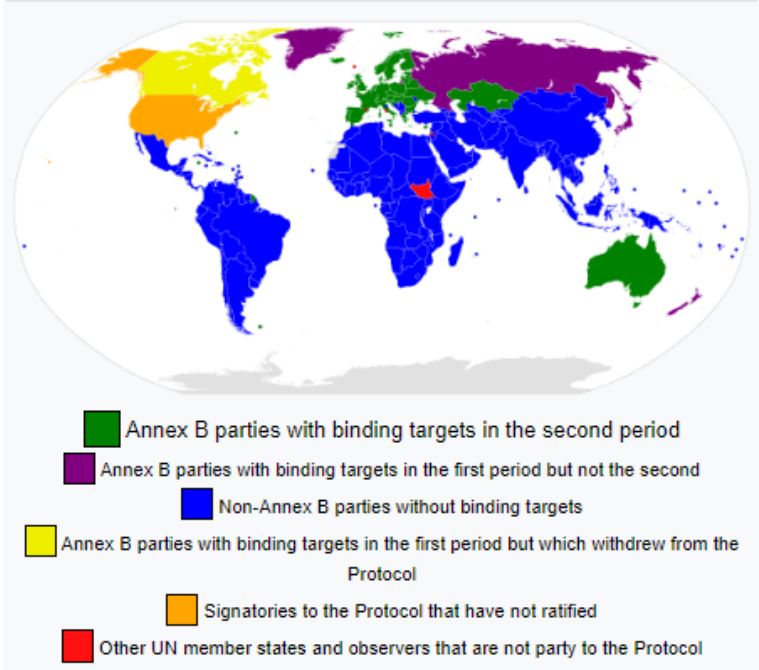 Annex B parties with binding targets in the second period
Annex B parties with binding targets in the first period but not the second
Non-Annex B parties without binding targets
Annex B parties with binding targets in the first period but which withdrew from the
Protocol
Signatories to the Protocol that have not ratified
Other UN member states and observers that are not party to the Protocol